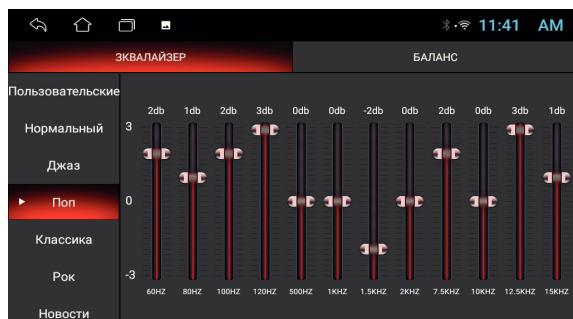 11:41 AM
ЗКВАЛАЙЗЕР БАЛАНС
Пользовательские
Нормальный
Джаз
Поп
Классика
Рок
Новости
2db 1db 2db 3db 0db 0db -2db 0db 2db 0db 3db 1db
3
0
-3
60HZ 80HZ 100HZ 120HZ 500HZ 1KHZ 1.5KHZ 2KHZ 7.5KHZ 10KHZ 12.5KHZ 15KHZ